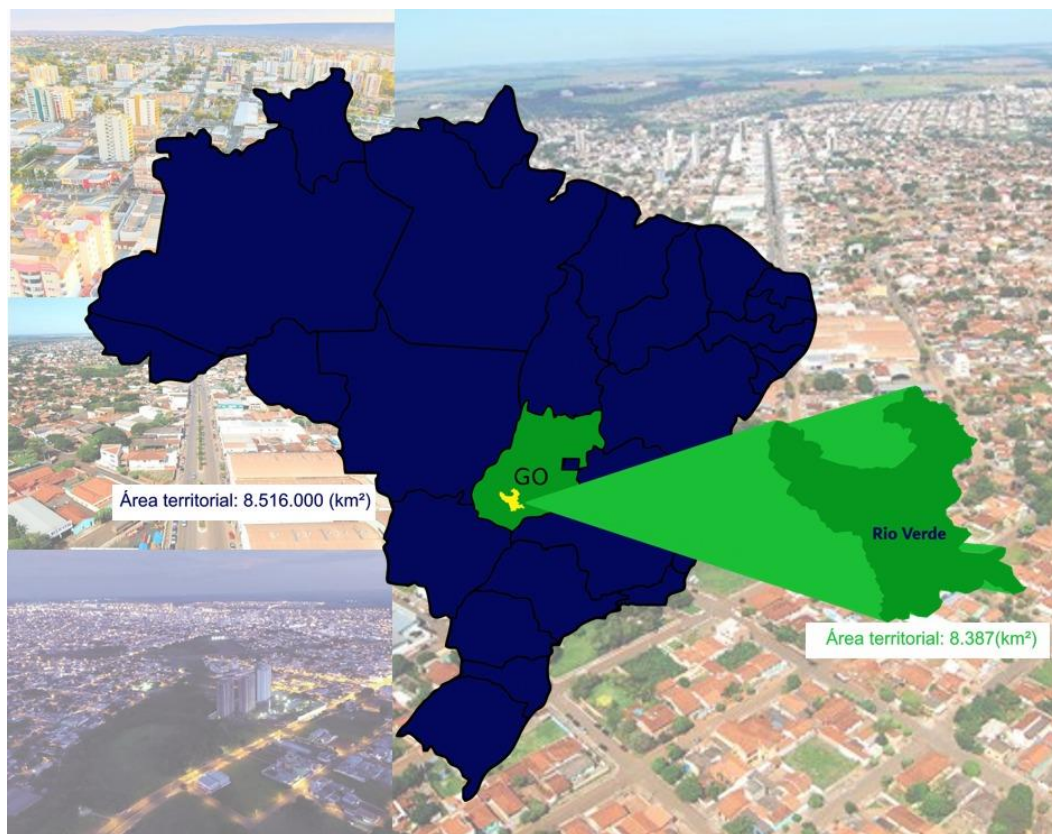 GO
Área territorial: 8.516.000 (km²)
Rio Verde
Área territorial: 8.387(km²)